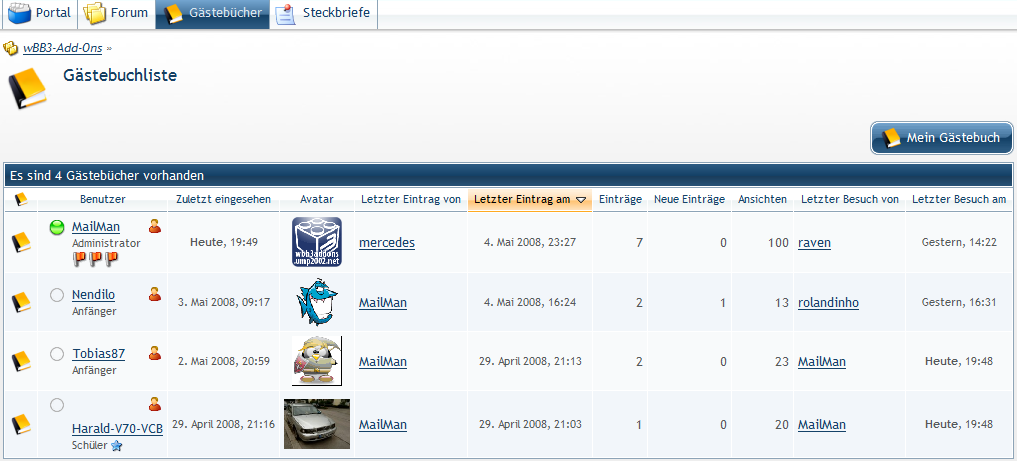 Portal Forum Gästebücher Steckbriefe
wBB3-Add-Ons »
Gästebuchliste
Mein Gästebuch
Es sind 4 Gästebücher vorhanden
Benutzer Zuletzt eingesehen Avatar Letzter Eintrag von Letzter Eintrag am Einträge Neue Einträge Ansichten Letzter Besuch von Letzter Besuch am
MailMan
Administrator
Heute, 19:49
wbb3addons
.ump2002.net
mercedes 4. Mai 2008, 23:27 7 0 100 raven Gestern, 14:22
Nendilo
Anfänger
3. Mai 2008, 09:17 MailMan 4. Mai 2008, 16:24 2 1 13 rolandinho Gestern, 16:31
Tobias87
Anfänger
2. Mai 2008, 20:59 MailMan 29. April 2008, 21:13 2 0 23 MailMan Heute, 19:48
Harald-V70-VCB
Schüler
29. April 2008, 21:16 MailMan 29. April 2008, 21:03 1 0 20 MailMan Heute, 19:48